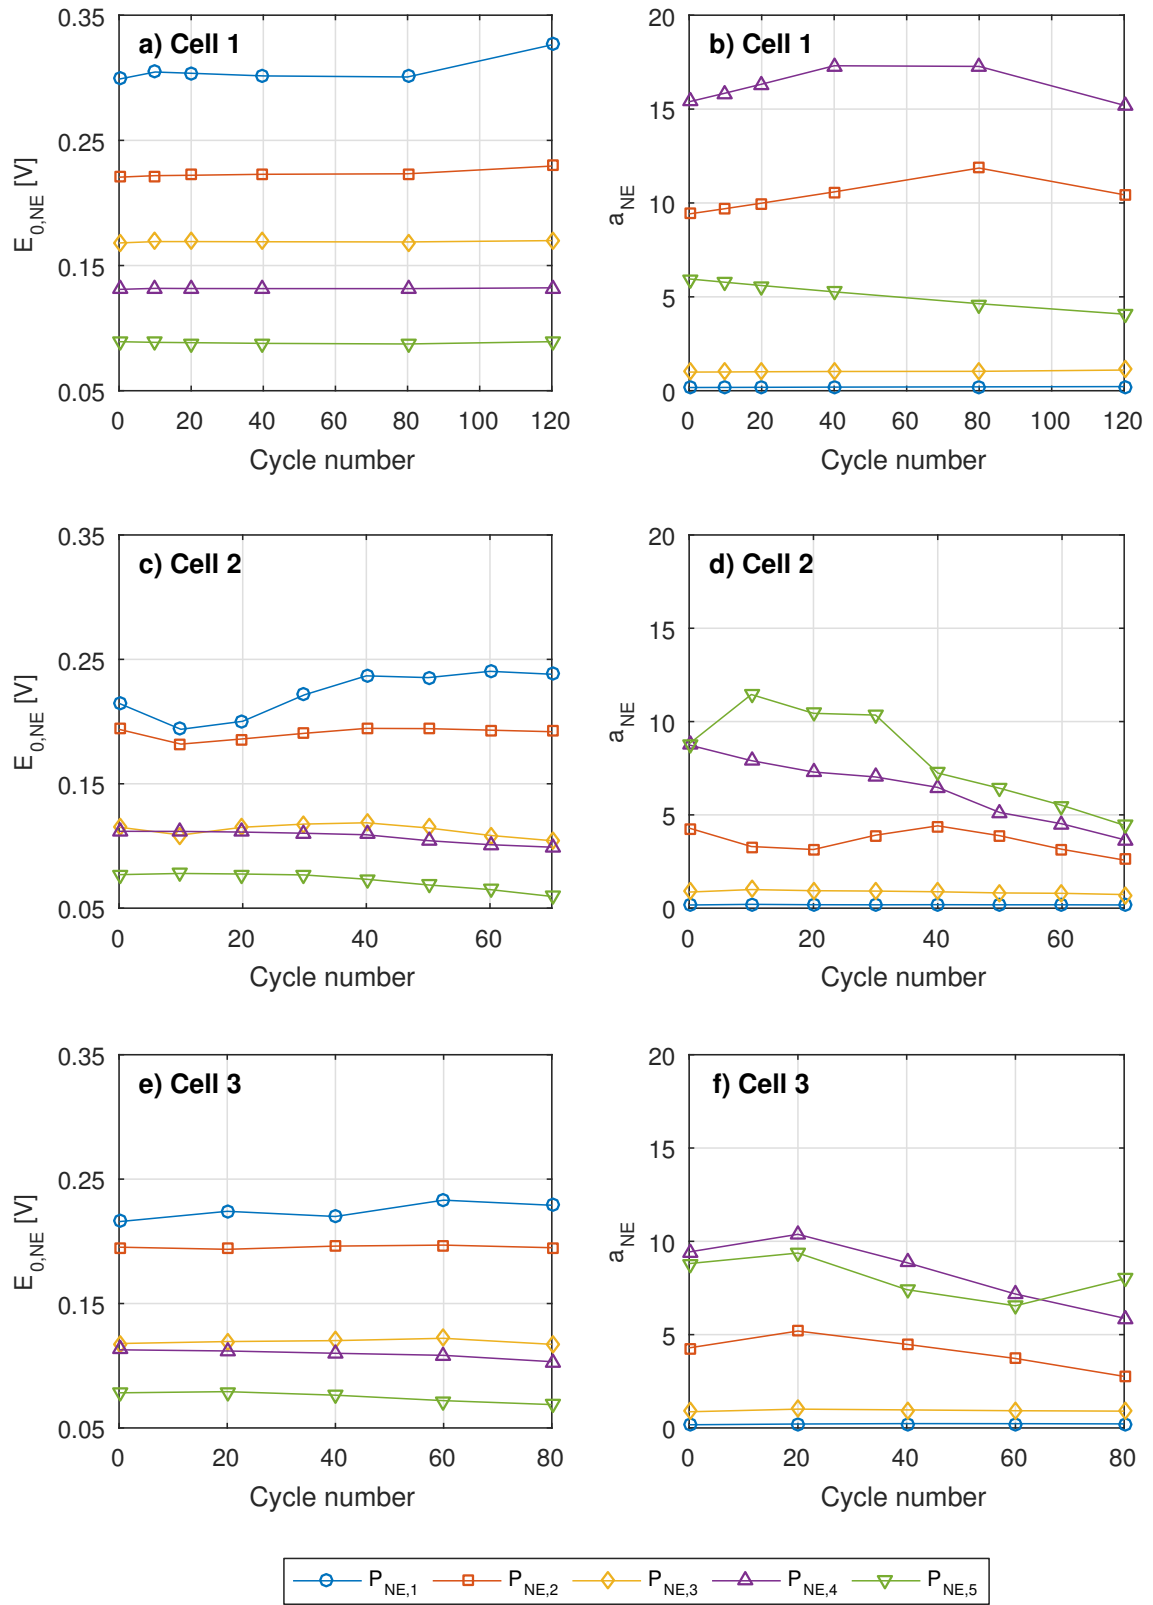 a) Cell 1
E0,NE [V]
0.35
0.25
0.15
0.05
0 20 40 60 80 100 120
Cycle number
b) Cell 1
aNE
20
15
10
5
0
0 20 40 60 80 100 120
Cycle number
c) Cell 2
E0,NE [V]
0.35
0.25
0.15
0.05
0 20 40 60
Cycle number
d) Cell 2
aNE
20
15
10
5
0
0 20 40 60
Cycle number
e) Cell 3
E0,NE [V]
0.35
0.25
0.15
0.05
0 20 40 60 80
Cycle number
f) Cell 3
aNE
20
15
10
5
0
0 20 40 60 80
Cycle number
PNE,1 PNE,2 PNE,3 PNE,4 PNE,5